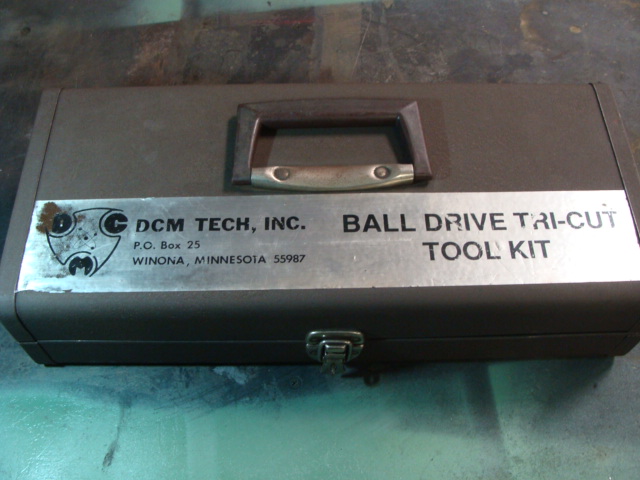 D C M
DCM TECH, INC.
P.O. Box 25
WINONA, MINNESOTA 55987
BALL DRIVE TRI-CUT
TOOL KIT